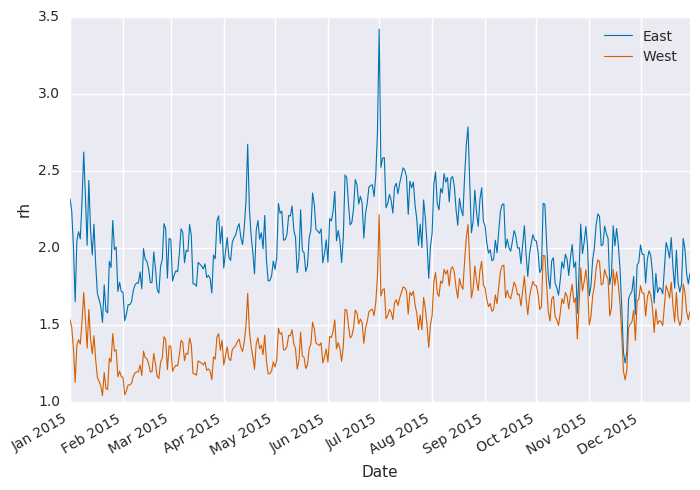 3.5
East
West
3.0
2.5
rh
2.0
1.5
1.0
Jan 2015
Feb 2015
Mar 2015
Apr 2015
May 2015
Jun 2015
Jul 2015
Aug 2015
Sep 2015
Oct 2015
Nov 2015
Dec 2015
Date